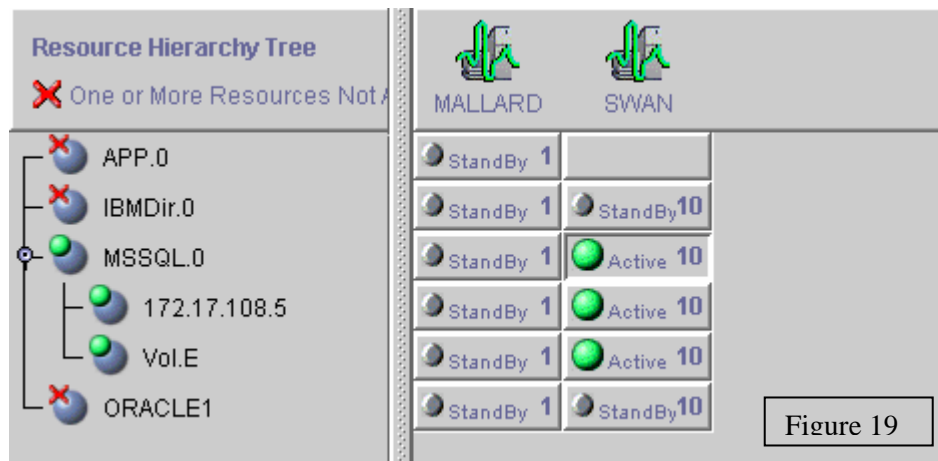 Resource Hierarchy Tree
One or More Resources Not
MALLARD SWAN
APP.0 StandBy 1
IBMDir.0 StandBy 1 StandBy 10
MSSQL.0 StandBy 1 Active 10
172.17.108.5 StandBy 1 Active 10
Vol.E StandBy 1 Active 10
ORACLE1 StandBy 1 StandBy 10
Figure 19